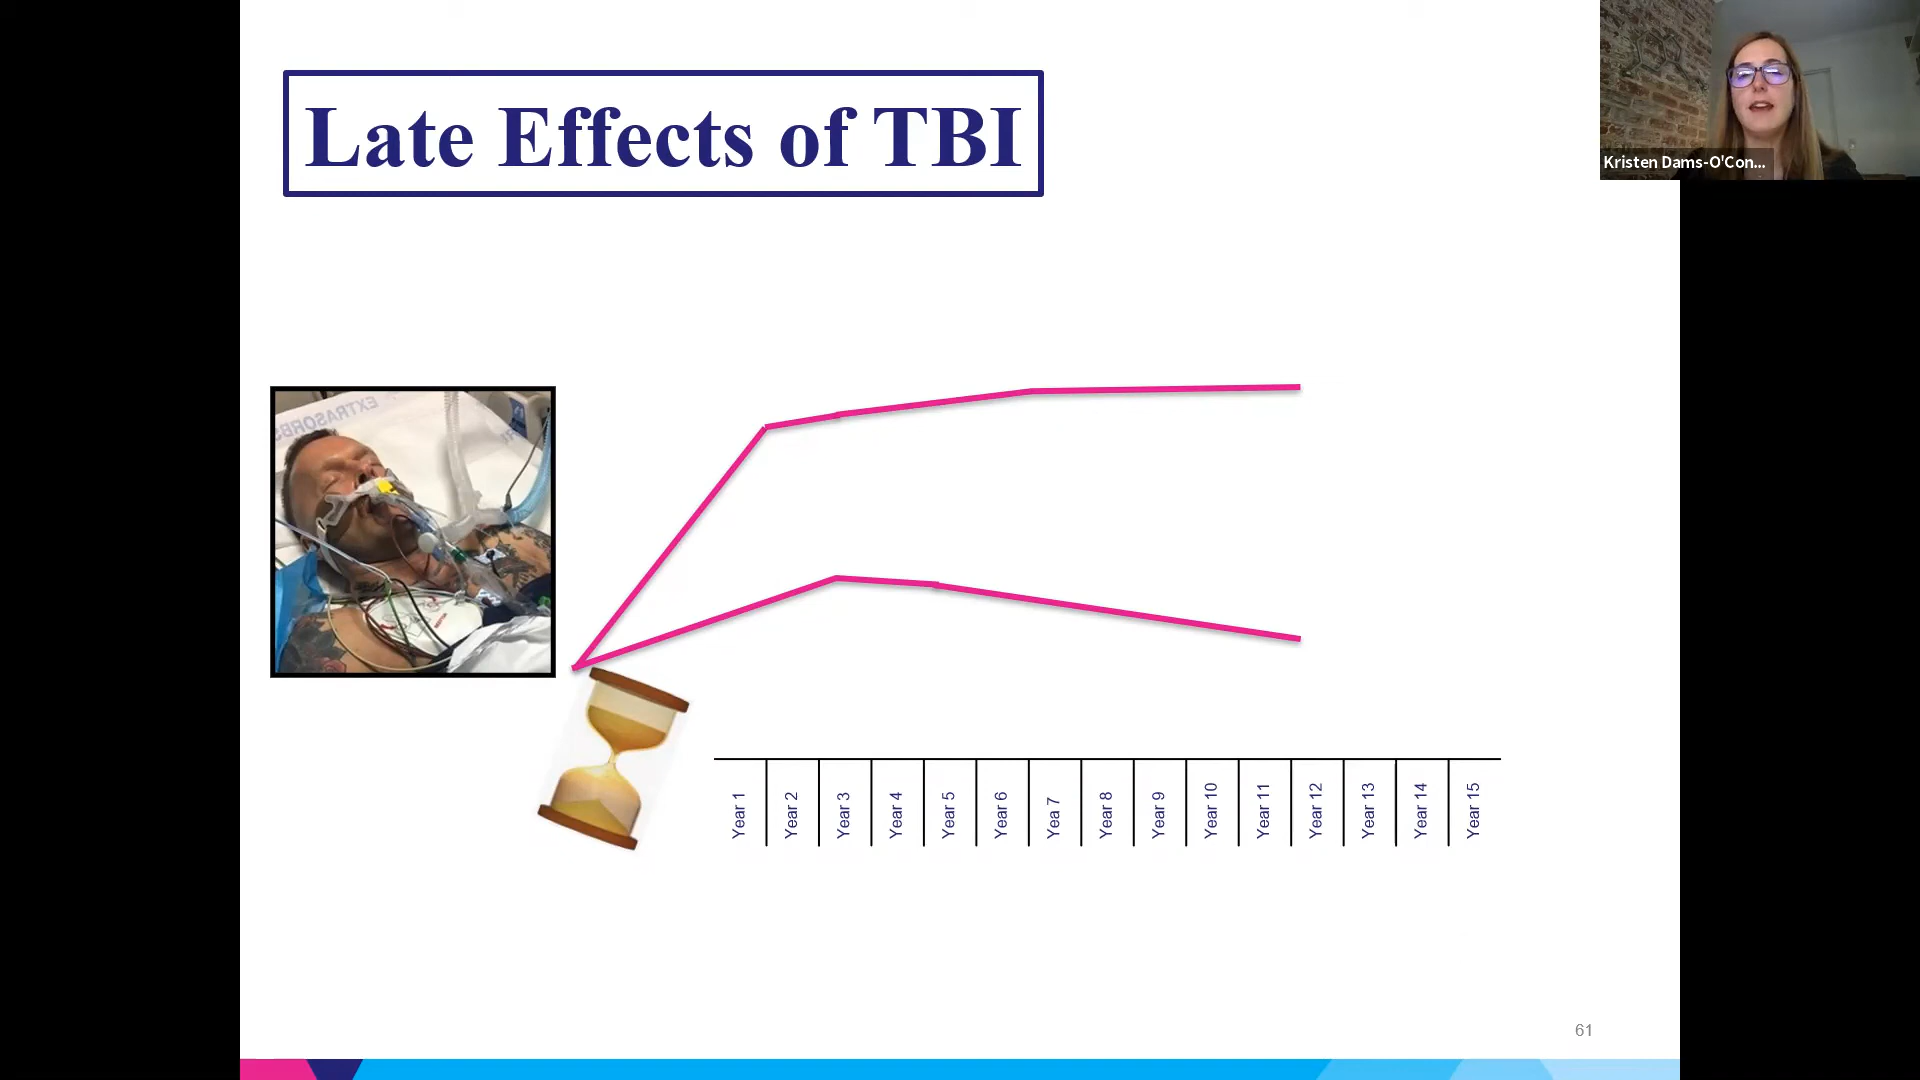 Late Effects of TBI
Kristen Dams-O'Con...
EXTRASORBS
Year 1
Year 2
Year 3
Year 4
Year 5
Year 6
Yea 7
Year 8
Year 9
Year 10
Year 11
Year 12
Year 13
Year 14
Year 15
61